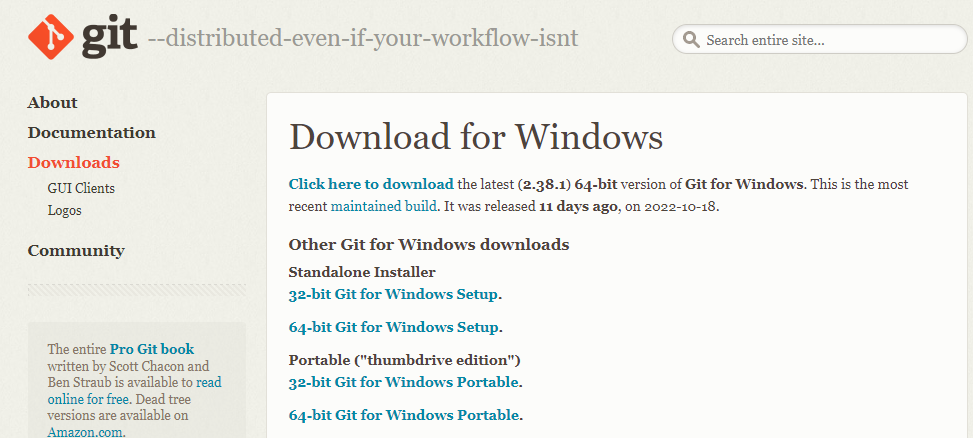 git --distributed-even-if-your-workflow-isnt
Search entire site...
About
Documentation
Downloads
GUI Clients
Logos
Community
The entire Pro Git book
written by Scott Chacon and
Ben Straub is available to read
online for free. Dead tree
versions are available on
Amazon.com.
Download for Windows
Click here to download the latest (2.38.1) 64-bit version of Git for Windows. This is the most
recent maintained build. It was released 11 days ago, on 2022-10-18.
Other Git for Windows downloads
Standalone Installer
32-bit Git for Windows Setup.
64-bit Git for Windows Setup.
Portable ("thumbdrive edition")
32-bit Git for Windows Portable.
64-bit Git for Windows Portable.